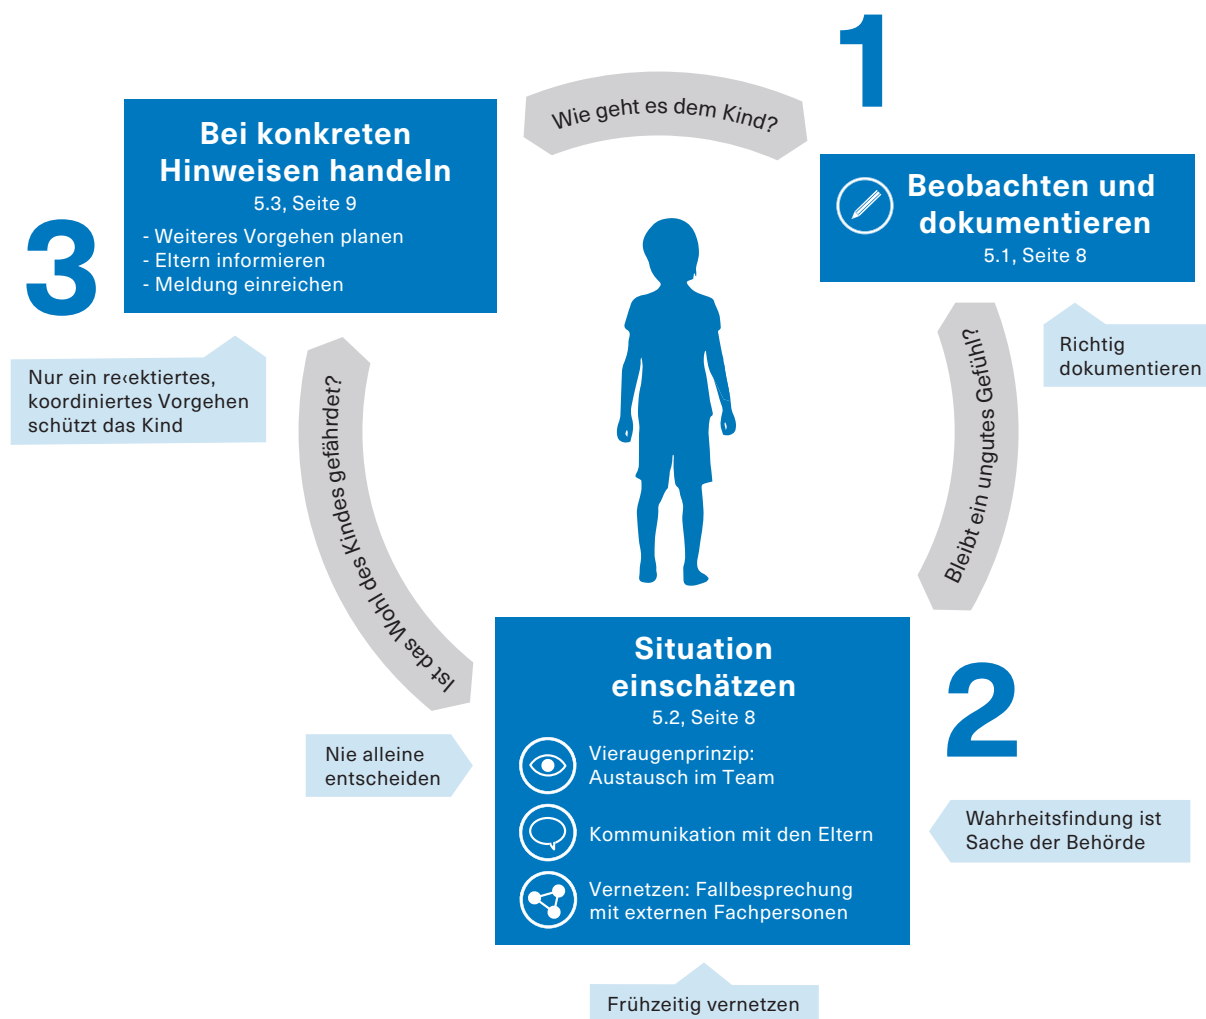 1
Wie geht es dem Kind?
Beobachten und
dokumentieren
5.1, Seite 8
Richtig
dokumentieren
Bleibt ein ungutes Gefühl?
2
Situation
einschätzen
5.2, Seite 8
Vieraugenprinzip:
Austausch im Team
Kommunikation mit den Eltern
Vernetzen: Fallbesprechung
mit externen Fachpersonen
Wahrheitsfindung ist
Sache der Behörde
Nie alleine
entscheiden
Frühzeitig vernetzen
Ist das Wohl des Kindes gefährdet?
3
Bei konkreten
Hinweisen handeln
5.3, Seite 9
- Weiteres Vorgehen planen
- Eltern informieren
- Meldung einreichen
Nur ein re‹ektiertes,
koordiniertes Vorgehen
schützt das Kind